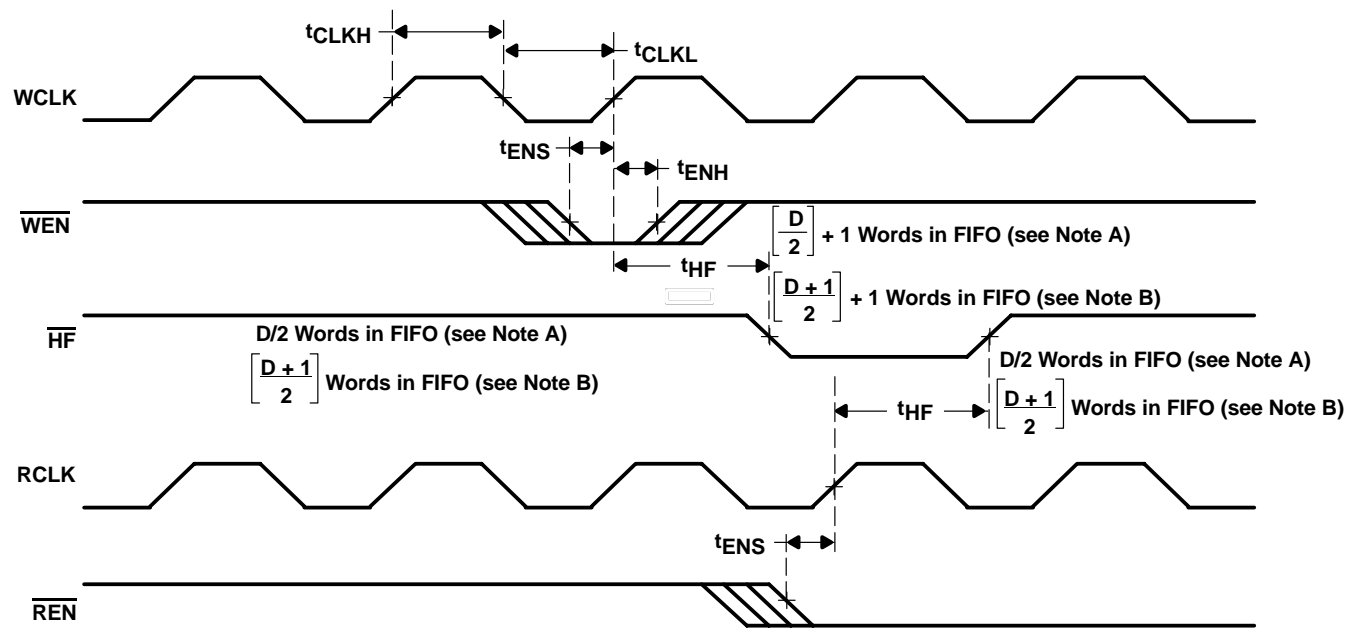 tCLKH
tCLKL
WCLK
tENS
tENH
WEN
[D/2] + 1 Words in FIFO (see Note A)
tHF
[D + 1/2] + 1 Words in FIFO (see Note B)
HF
D/2 Words in FIFO (see Note A)
[D + 1/2] Words in FIFO (see Note B)
D/2 Words in FIFO (see Note A)
tHF
[D + 1/2] Words in FIFO (see Note B)
RCLK
tENS
REN